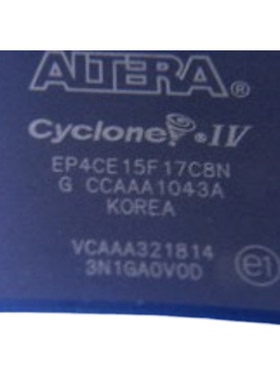 ALTERA®
Cyclone® IV
EP4CE15F17C8N
G CCAAA1043A
KOREA
VCAAA321814
3N1GA0V0D
e1